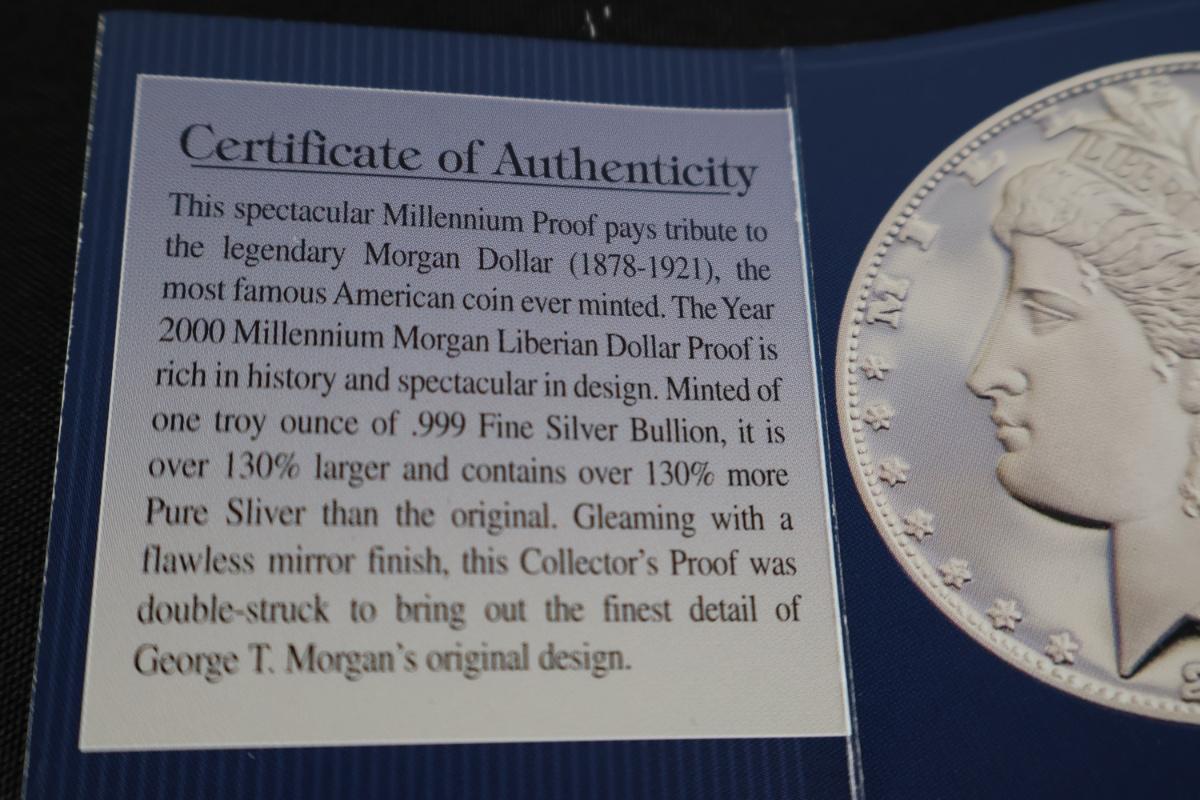 Certificate of Authenticity
This spectacular Millennium Proof pays tribute to
the legendary Morgan Dollar (1878-1921), the
most famous American coin ever minted. The Year
2000 Millennium Morgan Liberian Dollar Proof is
rich in history and spectacular in design. Minted of
one troy ounce of .999 Fine Silver Bullion, it is
over 130% larger and contains over 130% more
Pure Sliver than the original. Gleaming with a
flawless mirror finish, this Collector's Proof was
double-struck to bring out the finest detail of
George T. Morgan's original design.